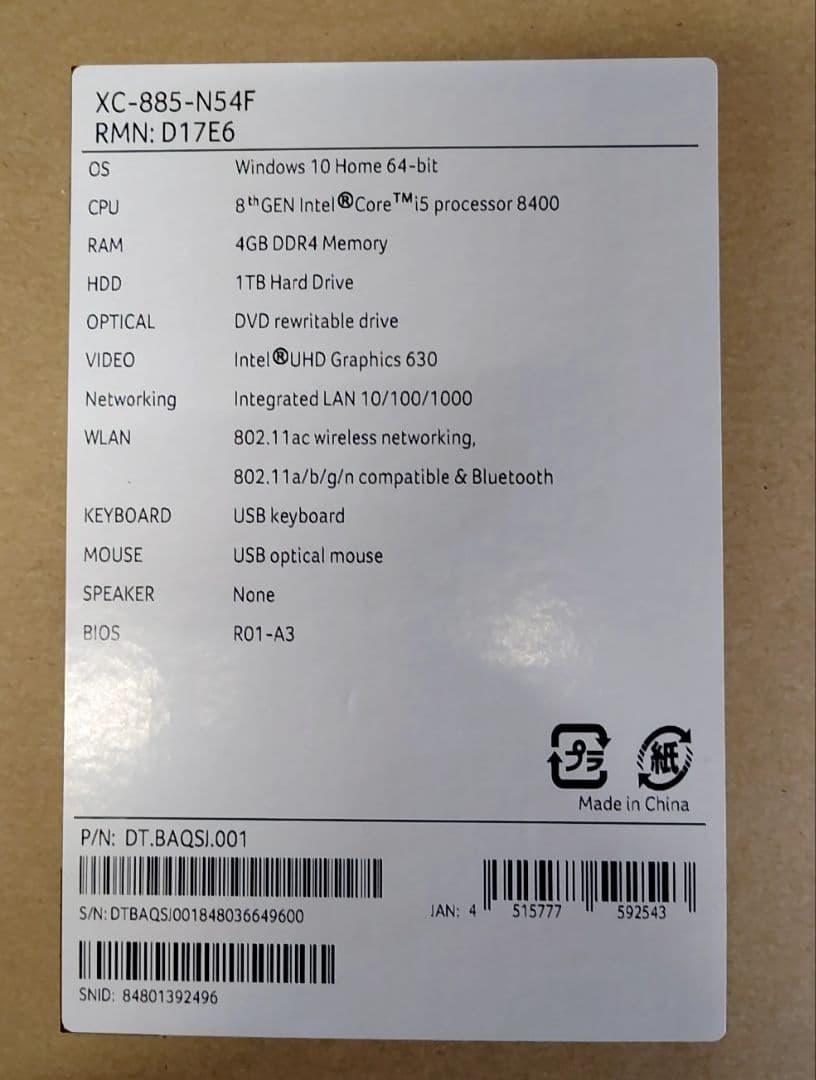 XC-885-N54F
RMN: D17E6
OS Windows 10 Home 64-bit
CPU 8thGEN Intel®Core™i5 processor 8400
RAM 4GB DDR4 Memory
HDD 1TB Hard Drive
OPTICAL DVD rewritable drive
VIDEO Intel®UHD Graphics 630
Networking Integrated LAN 10/100/1000
WLAN 802.11ac wireless networking,
802.11a/b/g/n compatible & Bluetooth
KEYBOARD USB keyboard
MOUSE USB optical mouse
SPEAKER None
BIOS R01-A3
プラ 紙
Made in China
P/N: DT.BAQSJ.001
S/N: DTBAQSJ001848036649600
JAN: 4 515777 592543
SNID: 84801392496